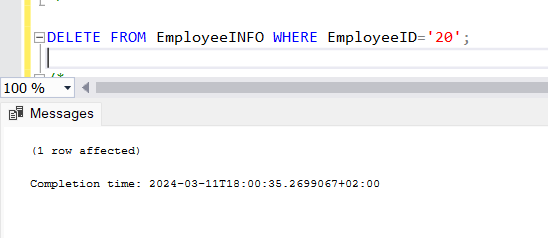 DELETE FROM EmployeeINFO WHERE EmployeeID='20';
/*
100 %
Messages
(1 row affected)
Completion time: 2024-03-11T18:00:35.2699067+02:00